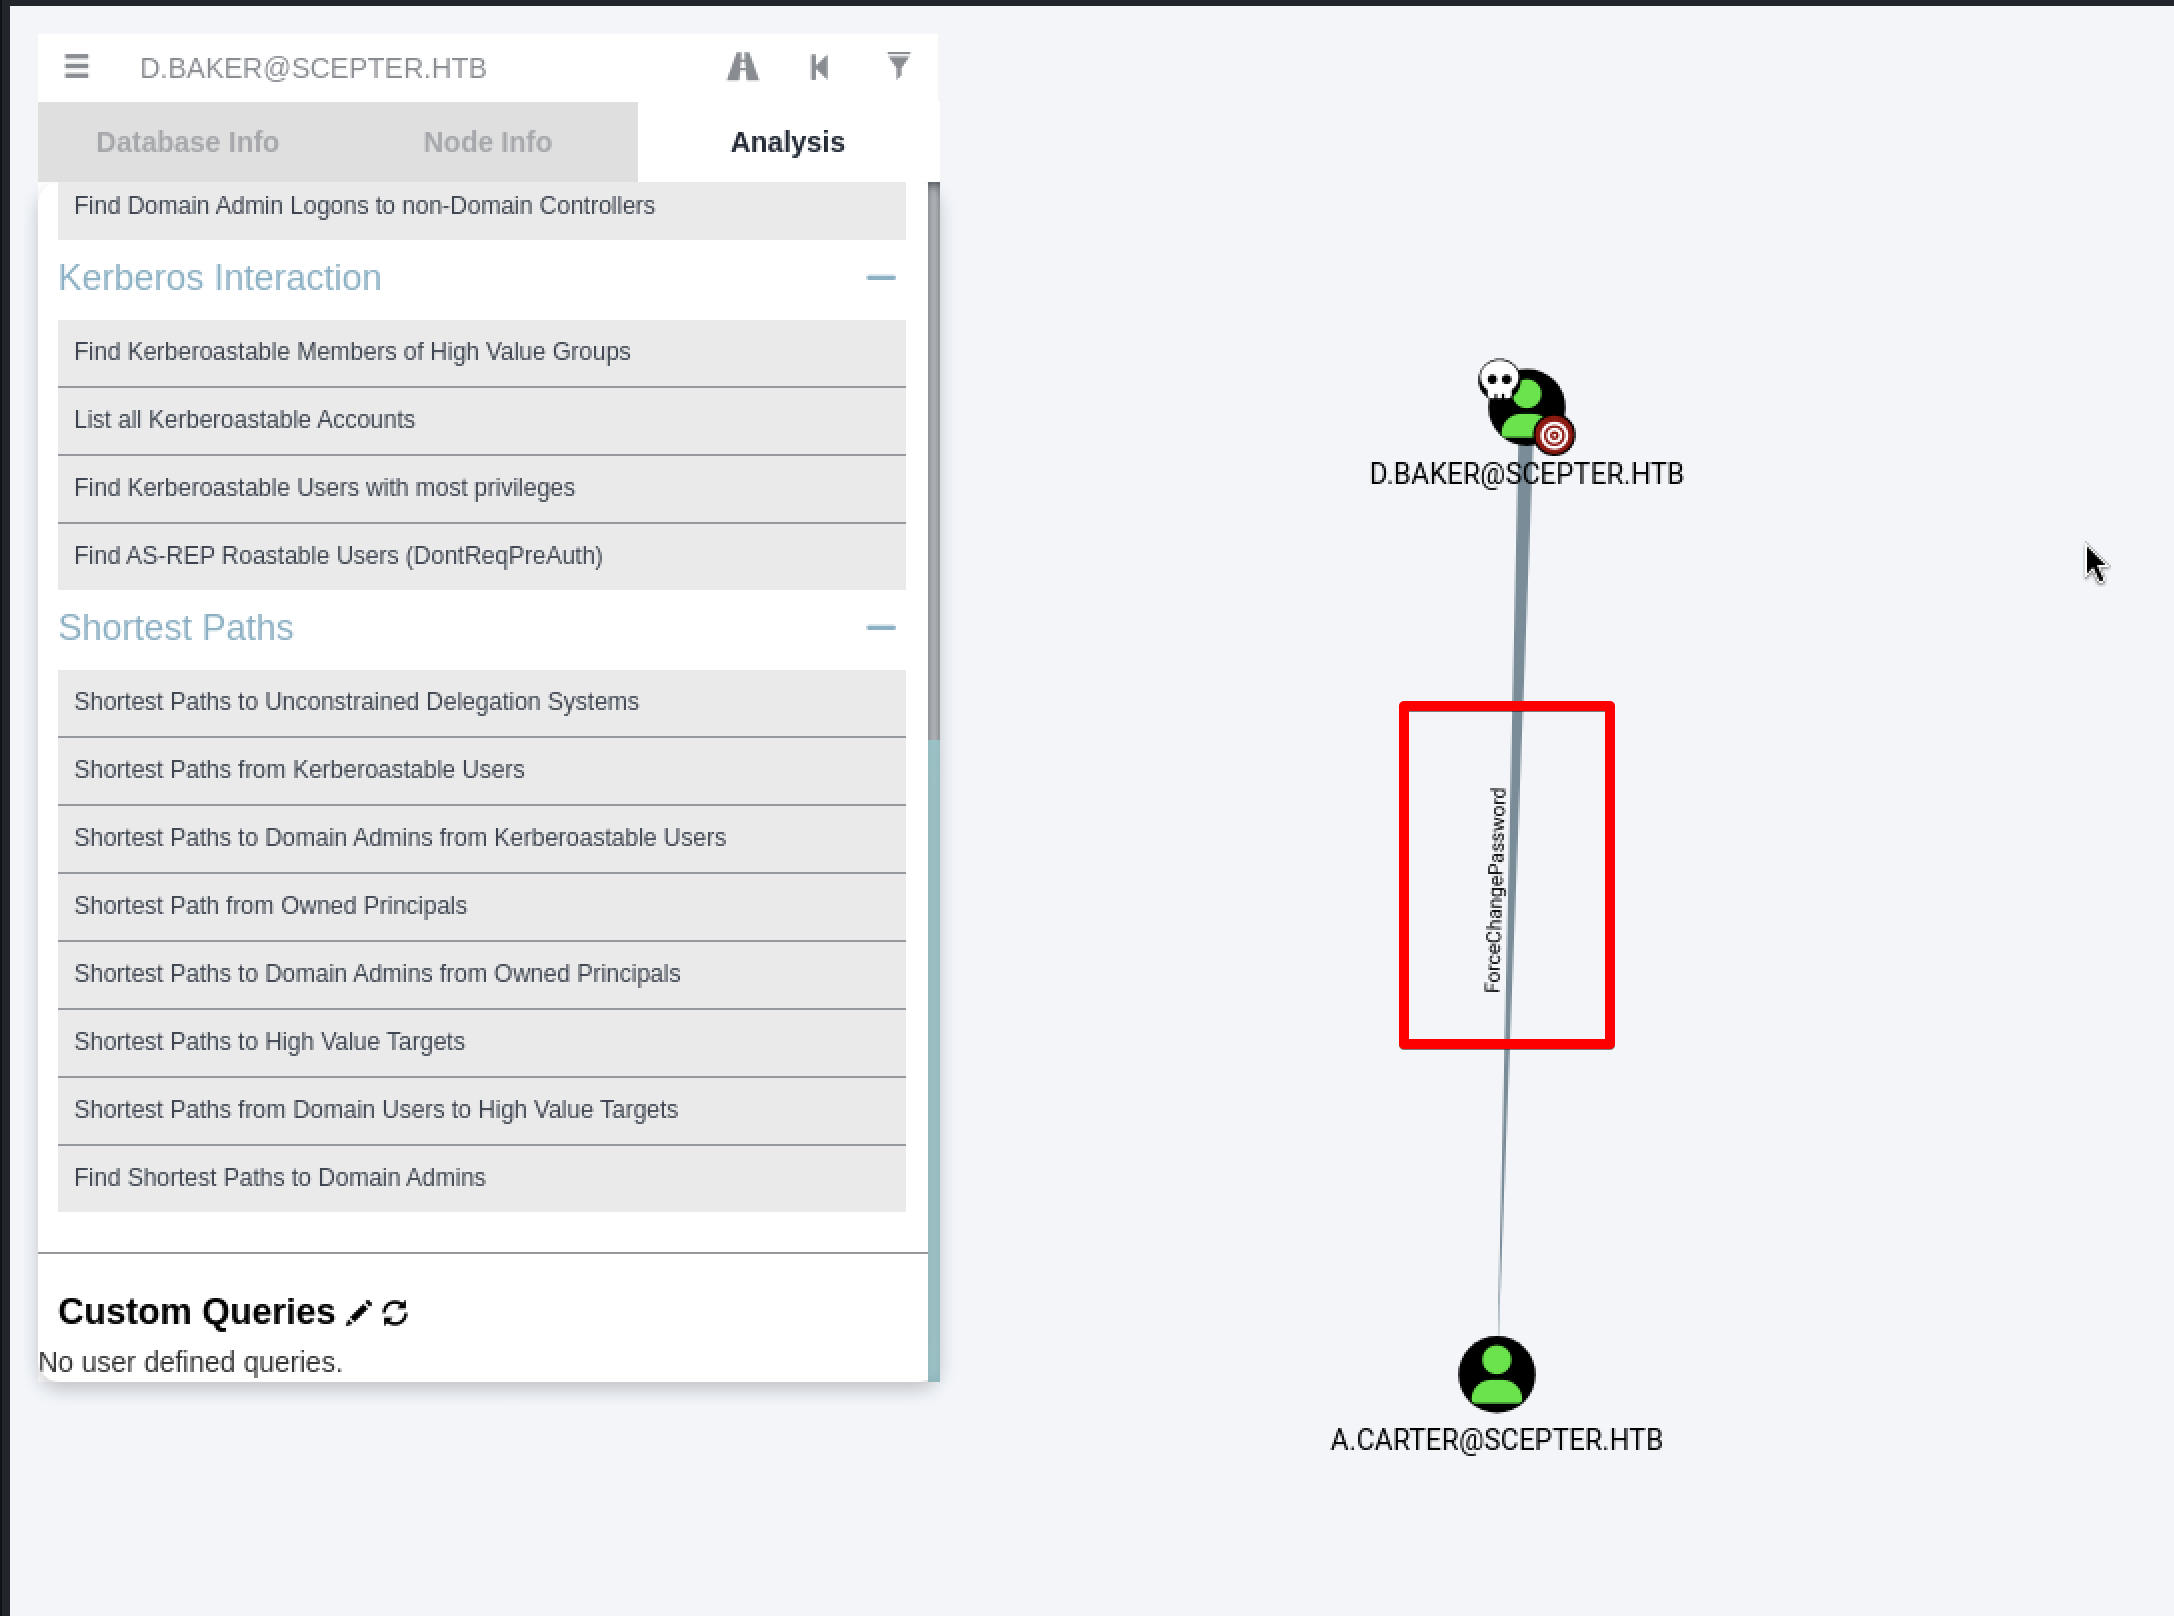 D.BAKER@SCEPTER.HTB
Database Info
Node Info
Analysis
Find Domain Admin Logons to non-Domain Controllers
Kerberos Interaction
Find Kerberoastable Members of High Value Groups
List all Kerberoastable Accounts
Find Kerberoastable Users with most privileges
Find AS-REP Roastable Users (DontReqPreAuth)
Shortest Paths
Shortest Paths to Unconstrained Delegation Systems
Shortest Paths from Kerberoastable Users
Shortest Paths to Domain Admins from Kerberoastable Users
Shortest Path from Owned Principals
Shortest Paths to Domain Admins from Owned Principals
Shortest Paths to High Value Targets
Shortest Paths from Domain Users to High Value Targets
Find Shortest Paths to Domain Admins
Custom Queries
No user defined queries.
D.BAKER@SCEPTER.HTB
ForceChangePassword
A.CARTER@SCEPTER.HTB